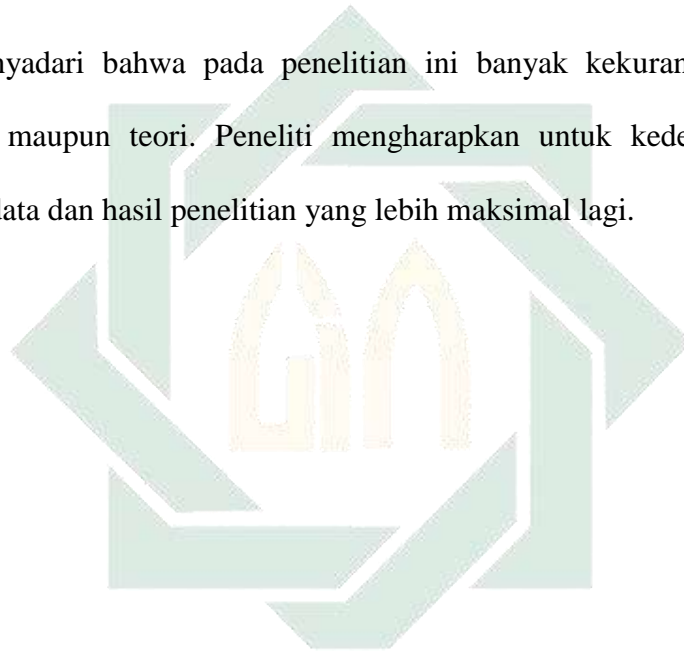 nyadari bahwa pada penelitian ini banyak kekuran
maupun teori. Peneliti mengharapkan untuk kede
data dan hasil penelitian yang lebih maksimal lagi.